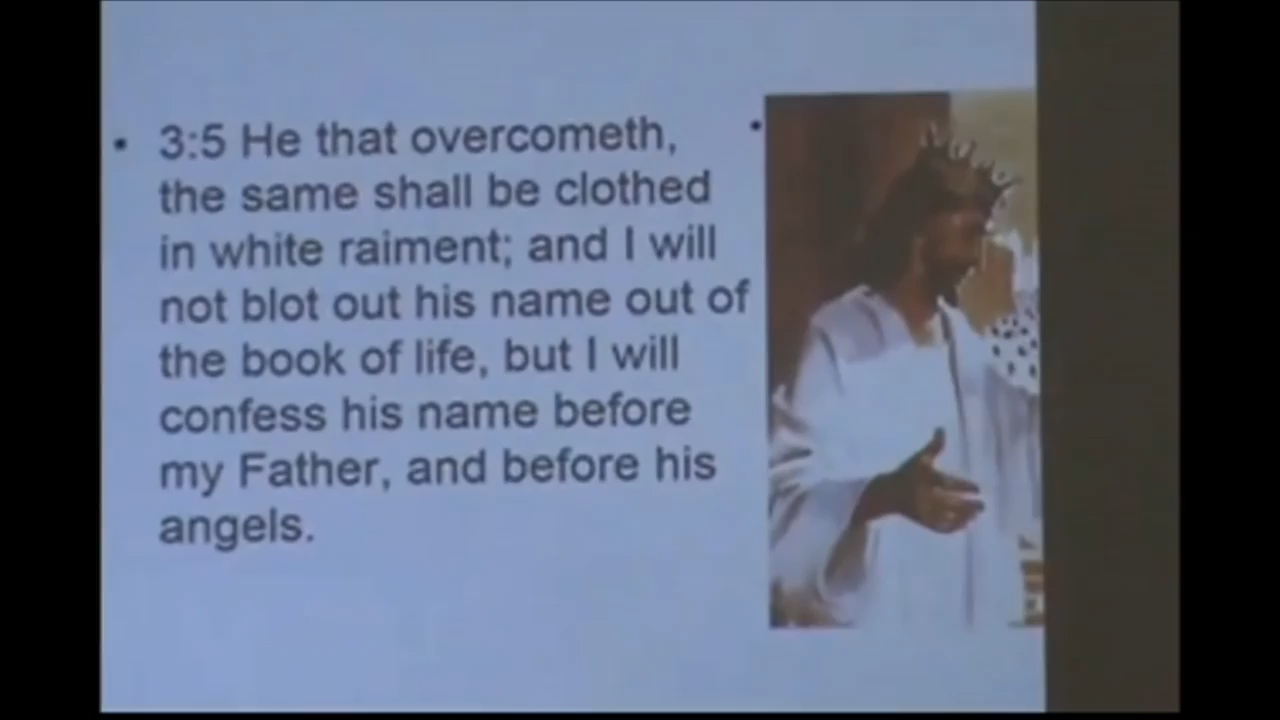 • 3:5 He that overcometh,
the same shall be clothed
in white raiment; and I will
not blot out his name out of
the book of life, but I will
confess his name before
my Father, and before his
angels.
•